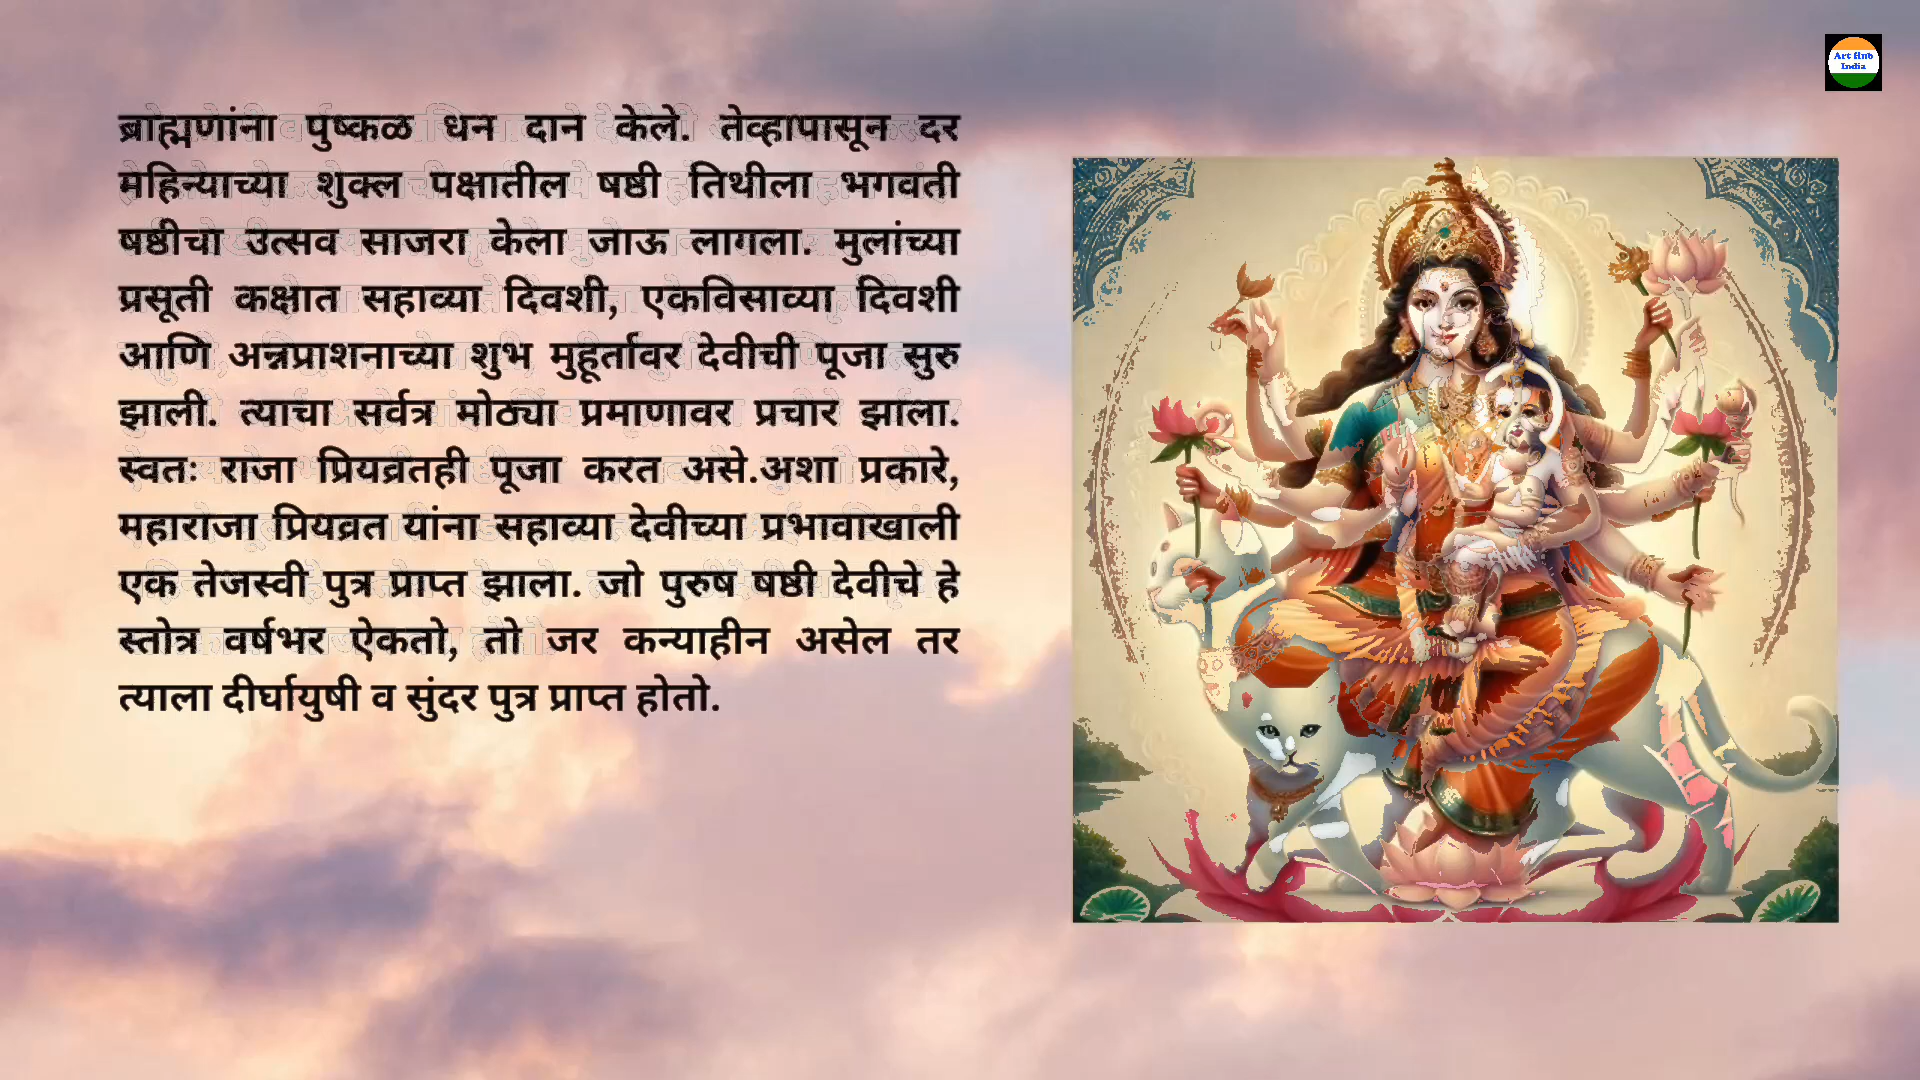 ब्राह्मणांना पुष्कळ धन दान केले. तेव्हापासून दर
महिन्याच्या शुक्ल पक्षातील षष्ठी तिथीला भगवती
षष्ठीचा उत्सव साजरा केला जाऊ लागला. मुलांच्या
प्रसूती कक्षात सहाव्या दिवशी, एकविसाव्या दिवशी
आणि अन्नप्राशनाच्या शुभ मुहूर्तावर देवीची पूजा सुरु
झाली. त्याचा सर्वत्र मोठ्या प्रमाणावर प्रचार झाला.
स्वतः राजा प्रियव्रतही पूजा करत असे.अशा प्रकारे,
महाराजा प्रियव्रत यांना सहाव्या देवीच्या प्रभावाखाली
एक तेजस्वी पुत्र प्राप्त झाला. जो पुरुष षष्ठी देवीचे हे
स्तोत्र वर्षभर ऐकतो, तो जर कन्याहीन असेल तर
त्याला दीर्घायुषी व सुंदर पुत्र प्राप्त होतो.
Art Hub
India